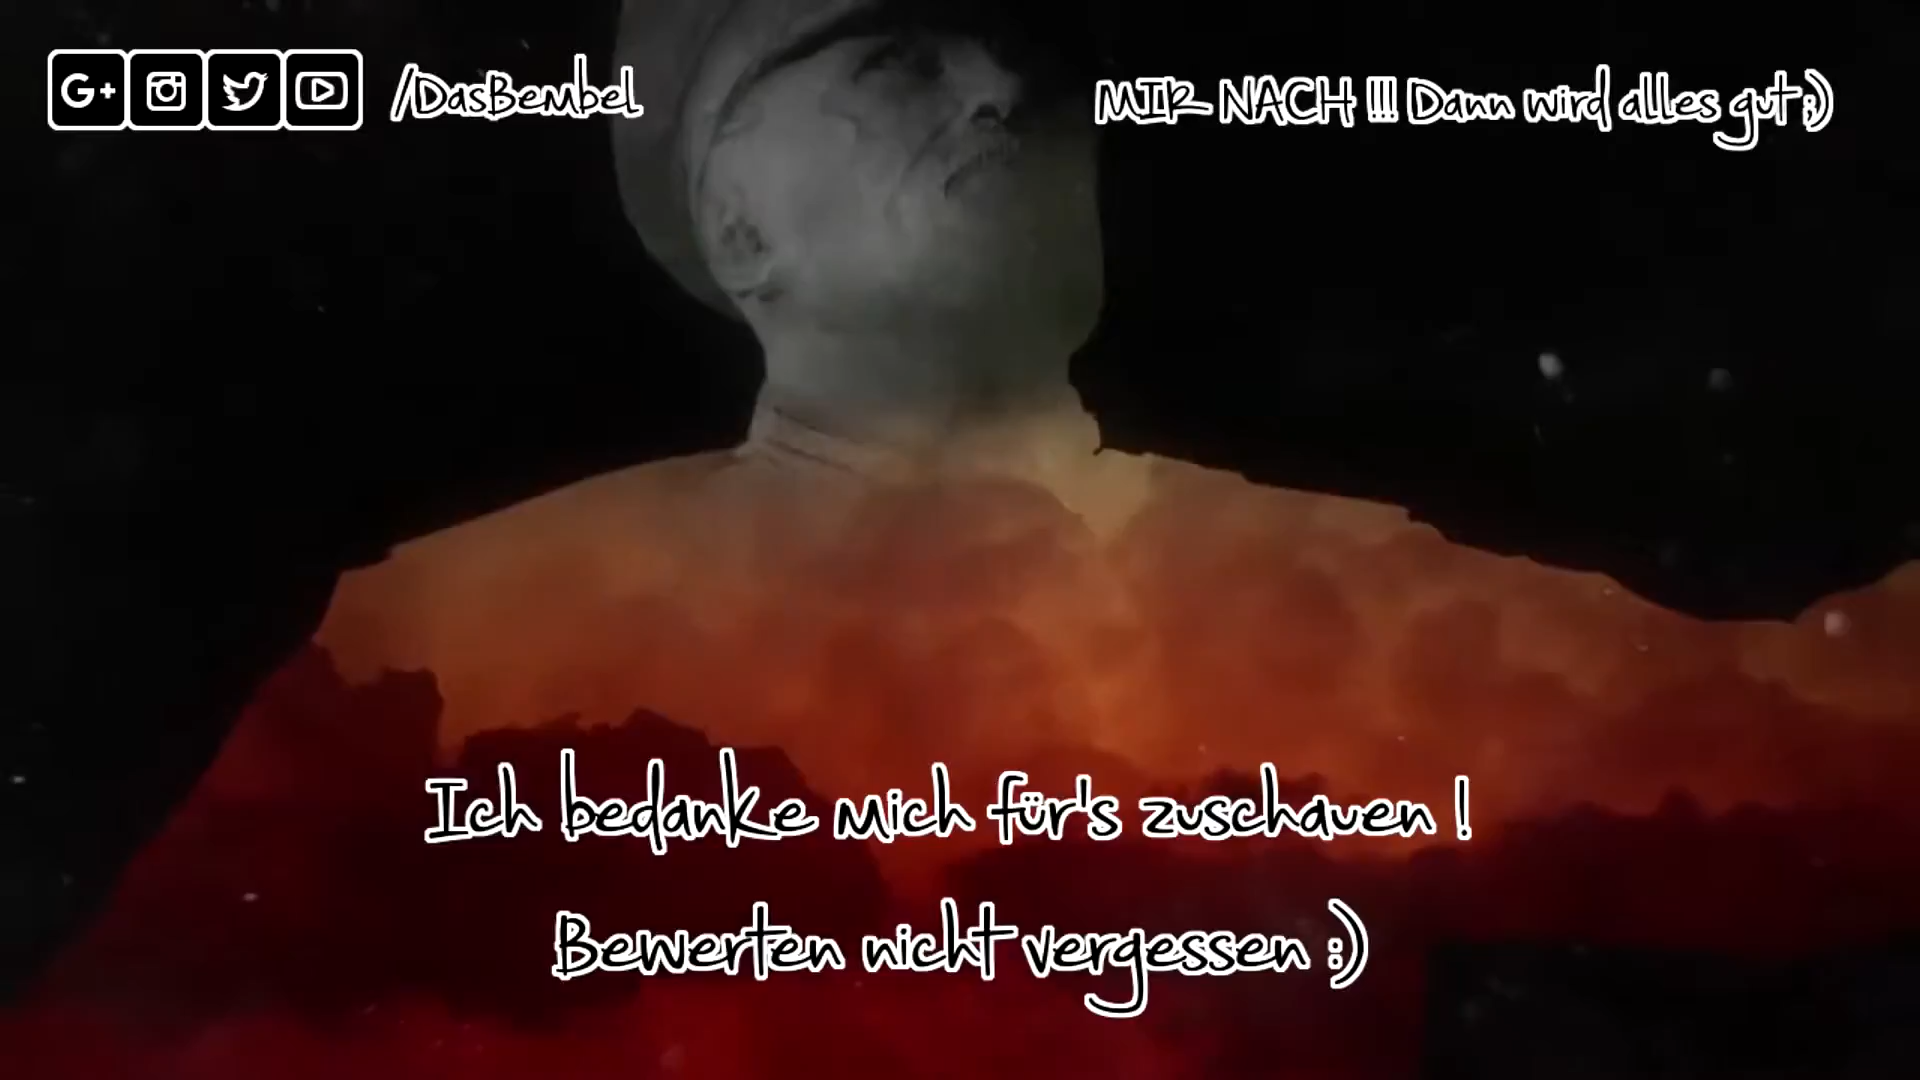 G+ /DasBembel
MIR NACH !!! Dann wird alles gut ;)
Ich bedanke mich für's zuschauen !
Bewerten nicht vergessen :)